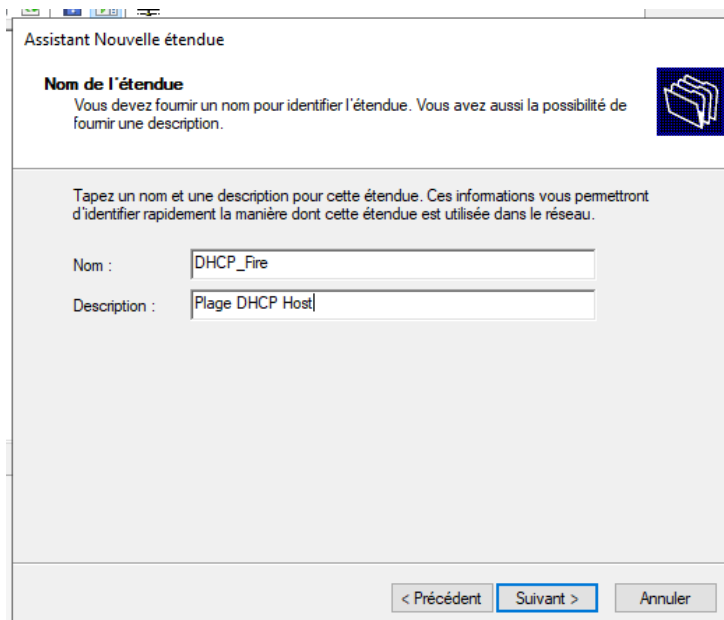 Assistant Nouvelle étendue
Nom de l'étendue
Vous devez fournir un nom pour identifier l'étendue. Vous avez aussi la possibilité de
fournir une description.
Tapez un nom et une description pour cette étendue. Ces informations vous permettront
d'identifier rapidement la manière dont cette étendue est utilisée dans le réseau.
Nom : DHCP_Fire
Description : Plage DHCP Host
< Précédent Suivant > Annuler